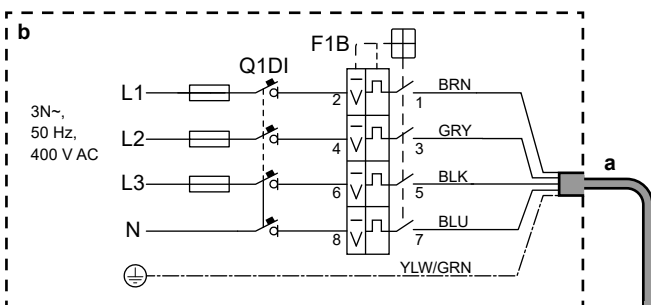 b
F1B
Q1DI
L1 2 1 BRN
3N~,
50 Hz,
400 V AC
L2 4 3 GRY
a
L3 6 5 BLK
N 8 7 BLU
YLW/GRN